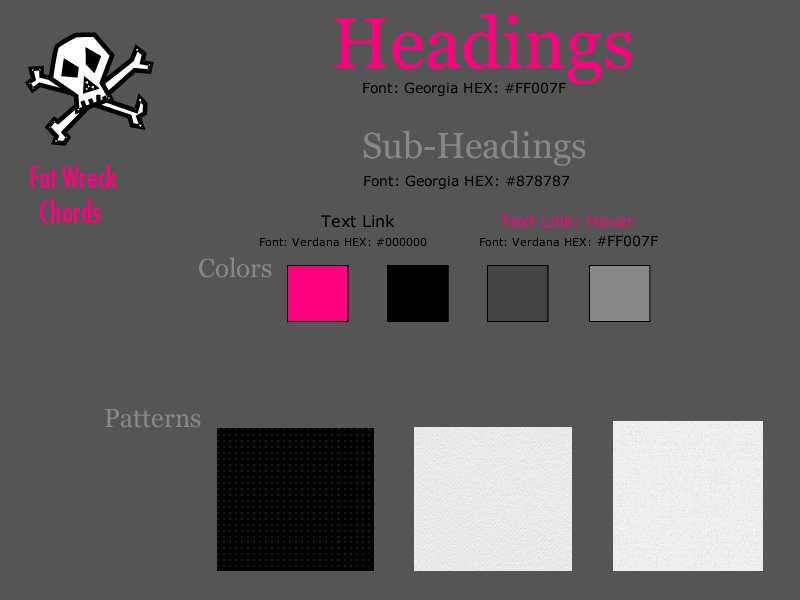 Headings
Font: Georgia HEX: #FF007F
Sub-Headings
Font: Georgia HEX: #878787
Fat Wreck
Chords
Text Link
Text Link: Hover
Font: Verdana HEX: #000000
Font: Verdana HEX: #FF007F
Colors
Patterns